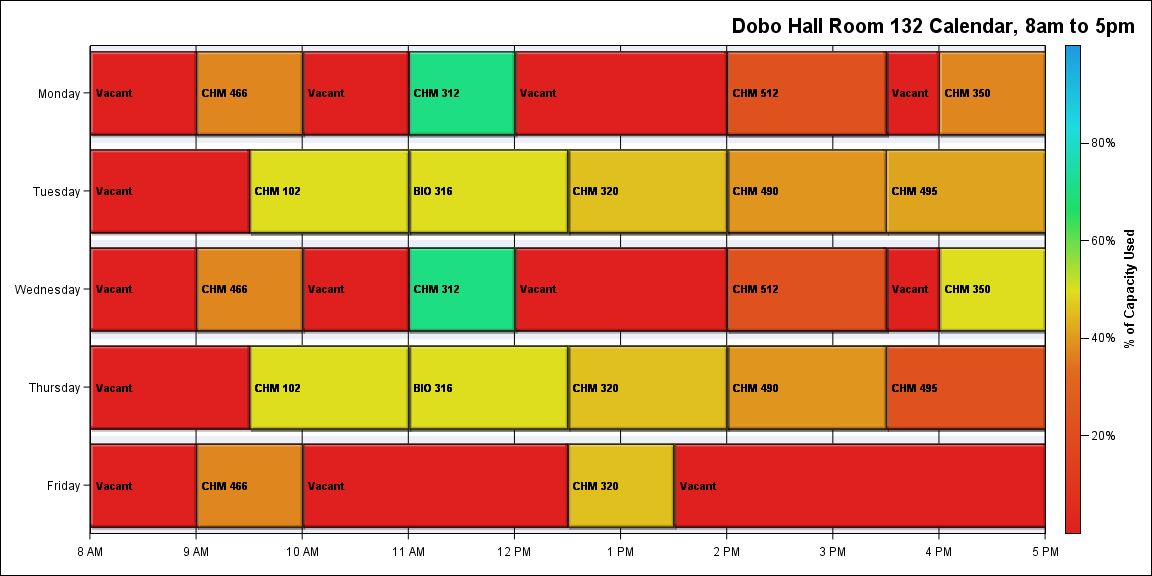 Dobo Hall Room 132 Calendar, 8am to 5pm
Monday Vacant CHM 466 Vacant CHM 312 Vacant CHM 512 Vacant CHM 350
Tuesday Vacant CHM 102 BIO 316 CHM 320 CHM 490 CHM 495
Wednesday Vacant CHM 466 Vacant CHM 312 Vacant CHM 512 Vacant CHM 350
Thursday Vacant CHM 102 BIO 316 CHM 320 CHM 490 CHM 495
Friday Vacant CHM 466 Vacant CHM 320 Vacant
8 AM 9 AM 10 AM 11 AM 12 PM 1 PM 2 PM 3 PM 4 PM 5 PM
80%
60%
40%
20%
% of Capacity Used